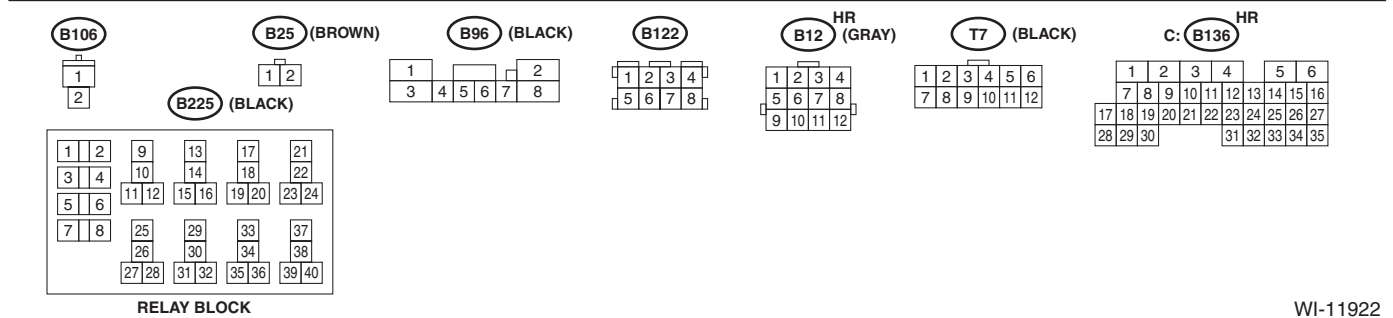 HR HR
B106 B25 (BROWN) B96 (BLACK) B122 B12 (GRAY) T7 (BLACK) C: B136
1
2
1 2
1 2
3 4 5 6 7 8
1 2 3 4
5 6 7 8
1 2 3 4
5 6 7 8
9 10 11 12
1 2 3 4 5 6
7 8 9 10 11 12
1 2 3 4 5 6
7 8 9 10 11 12 13 14 15 16
17 18 19 20 21 22 23 24 25 26 27
28 29 30 31 32 33 34 35
B225 (BLACK)
1 2 9 13 17 21
3 4 10 14 18 22
5 6 11 12 15 16 19 20 23 24
7 8 25 29 33 37
26 30 34 38
27 28 31 32 35 36 39 40
RELAY BLOCK
WI-11922